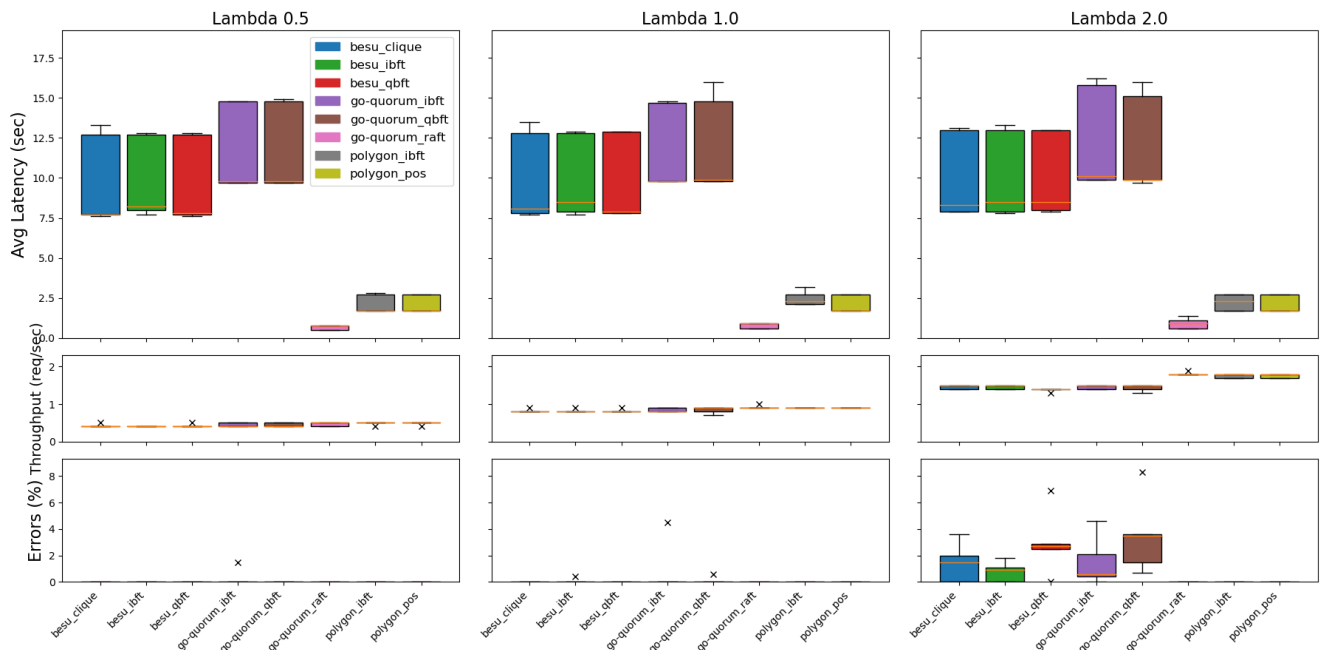 Lambda 0.5
Lambda 1.0
Lambda 2.0
Avg Latency (sec)
17.5
15.0
12.5
10.0
7.5
5.0
2.5
0.0
besu_clique
besu_ibft
besu_qbft
go-quorum_ibft
go-quorum_qbft
go-quorum_raft
polygon_ibft
polygon_pos
Throughput (req/sec)
2
1
0
Errors (%)
8
6
4
2
0
besu_clique
besu_ibft
besu_qbft
go-quorum_ibft
go-quorum_qbft
go-quorum_raft
polygon_ibft
polygon_pos
besu_clique
besu_ibft
besu_qbft
go-quorum_ibft
go-quorum_qbft
go-quorum_raft
polygon_ibft
polygon_pos
besu_clique
besu_ibft
besu_qbft
go-quorum_ibft
go-quorum_qbft
go-quorum_raft
polygon_ibft
polygon_pos